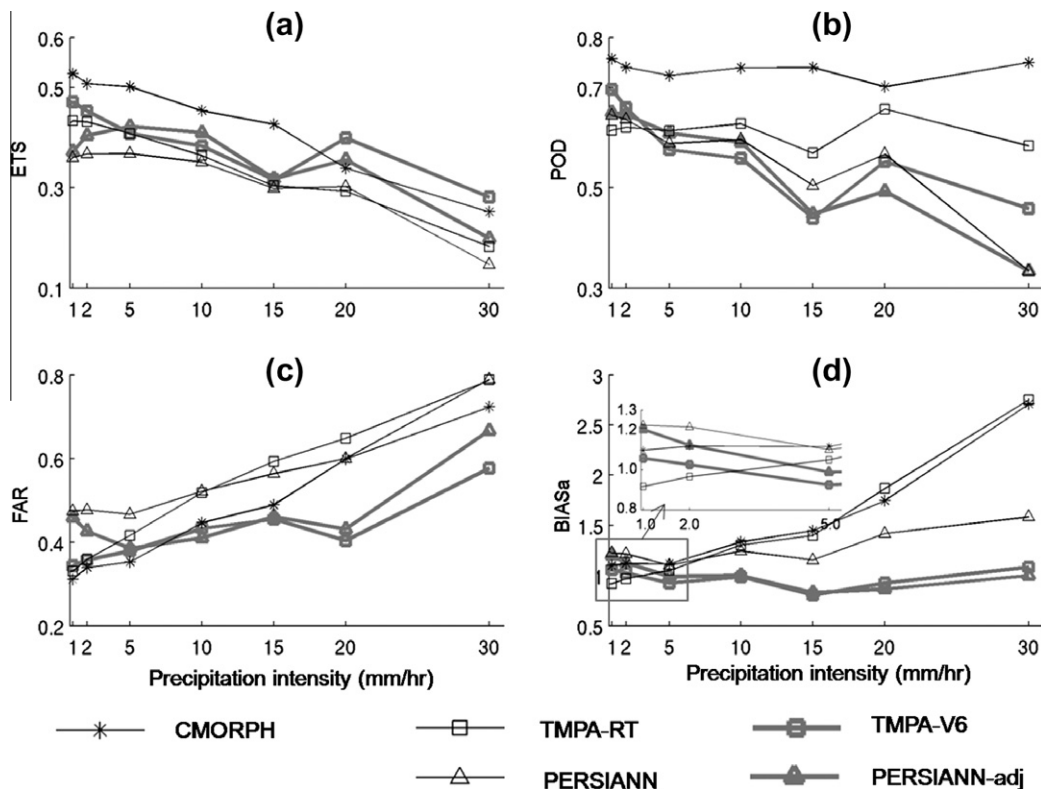 (a)
0.6
0.5
0.3
0.1
ETS
1 2 5 10 15 20 30
(b)
0.8
0.7
0.5
0.3
POD
1 2 5 10 15 20 30
(c)
0.8
0.6
0.4
0.2
FAR
1 2 5 10 15 20 30
Precipitation intensity (mm/hr)
(d)
3
2.5
2
1.5
1
0.5
BIASa
1.3
1.2
1.0
0.8
1.0 2.0 5.0
1 2 5 10 15 20 30
Precipitation intensity (mm/hr)
CMORPH
TMPA-RT
TMPA-V6
PERSIANN
PERSIANN-adj